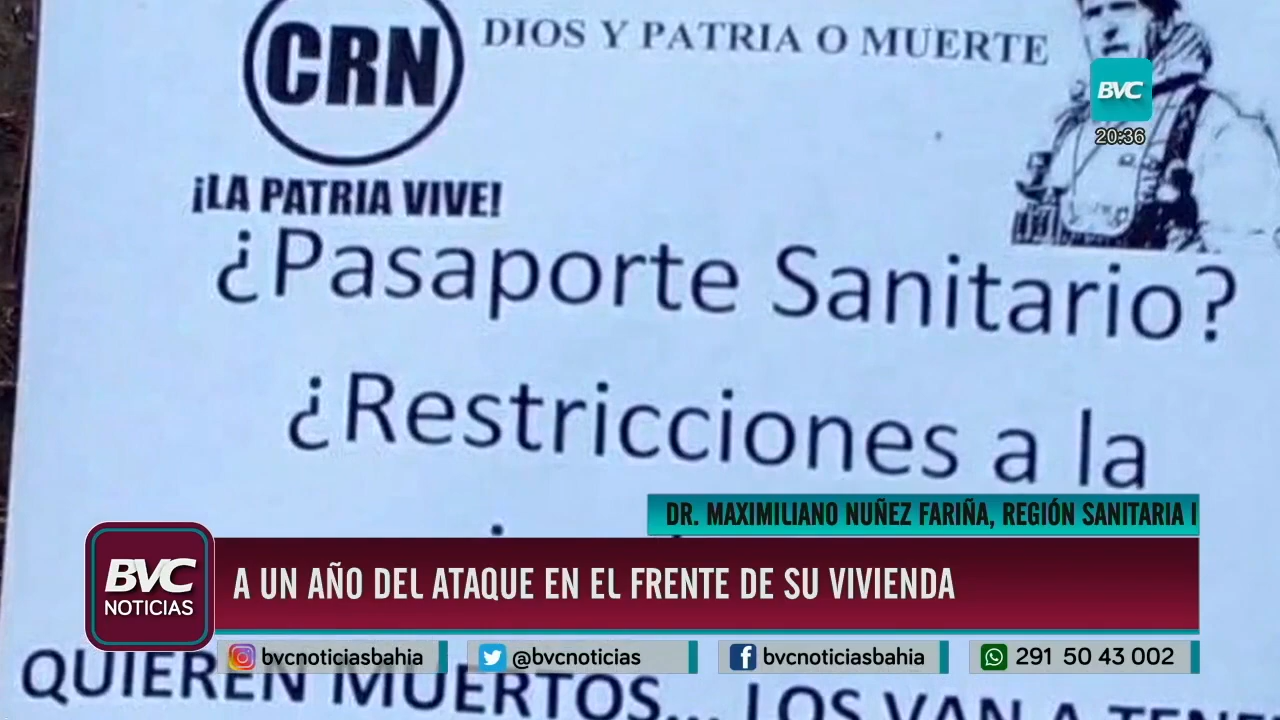 CRN
DIOS Y PATRIA O MUERTE
BVC
20:36
¡LA PATRIA VIVE!
¿Pasaporte Sanitario?
¿Restricciones a la
DR. MAXIMILIANO NUÑEZ FARIÑA, REGIÓN SANITARIA I
BVC
NOTICIAS
A UN AÑO DEL ATAQUE EN EL FRENTE DE SU VIVIENDA
bvcnoticiasbahia
@bvcnoticias
bvcnoticiasbahia
291 50 43 002
QUIEREN MUERTOS... LOS VAN A